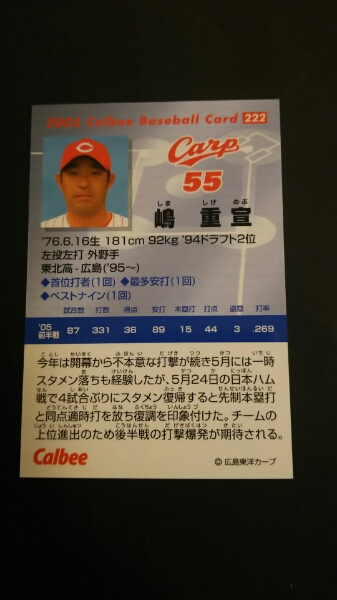 2005 Calbee Baseball Card 222
Carp
55
しま しげ のぶ
嶋 重宣
'76.6.16生 181cm 92kg '94ドラフト2位
左投左打 外野手
東北高-広島('95〜)
◆首位打者(1回) ◆最多安打(1回)
◆ベストナイン(1回)
試合数 打数 得点 安打 本塁打 打点 盗塁 打率
'05前半戦 87 331 36 89 15 44 3 .269
今年は開幕から不本意な打撃が続き5月には一時
スタメン落ちも経験したが、5月24日の日本ハム
戦で4試合ぶりにスタメン復帰すると先制本塁打
と同点適時打を放ち復調を印象付けた。チームの
上位進出のため後半戦の打撃爆発が期待される。
Calbee
© 広島東洋カープ